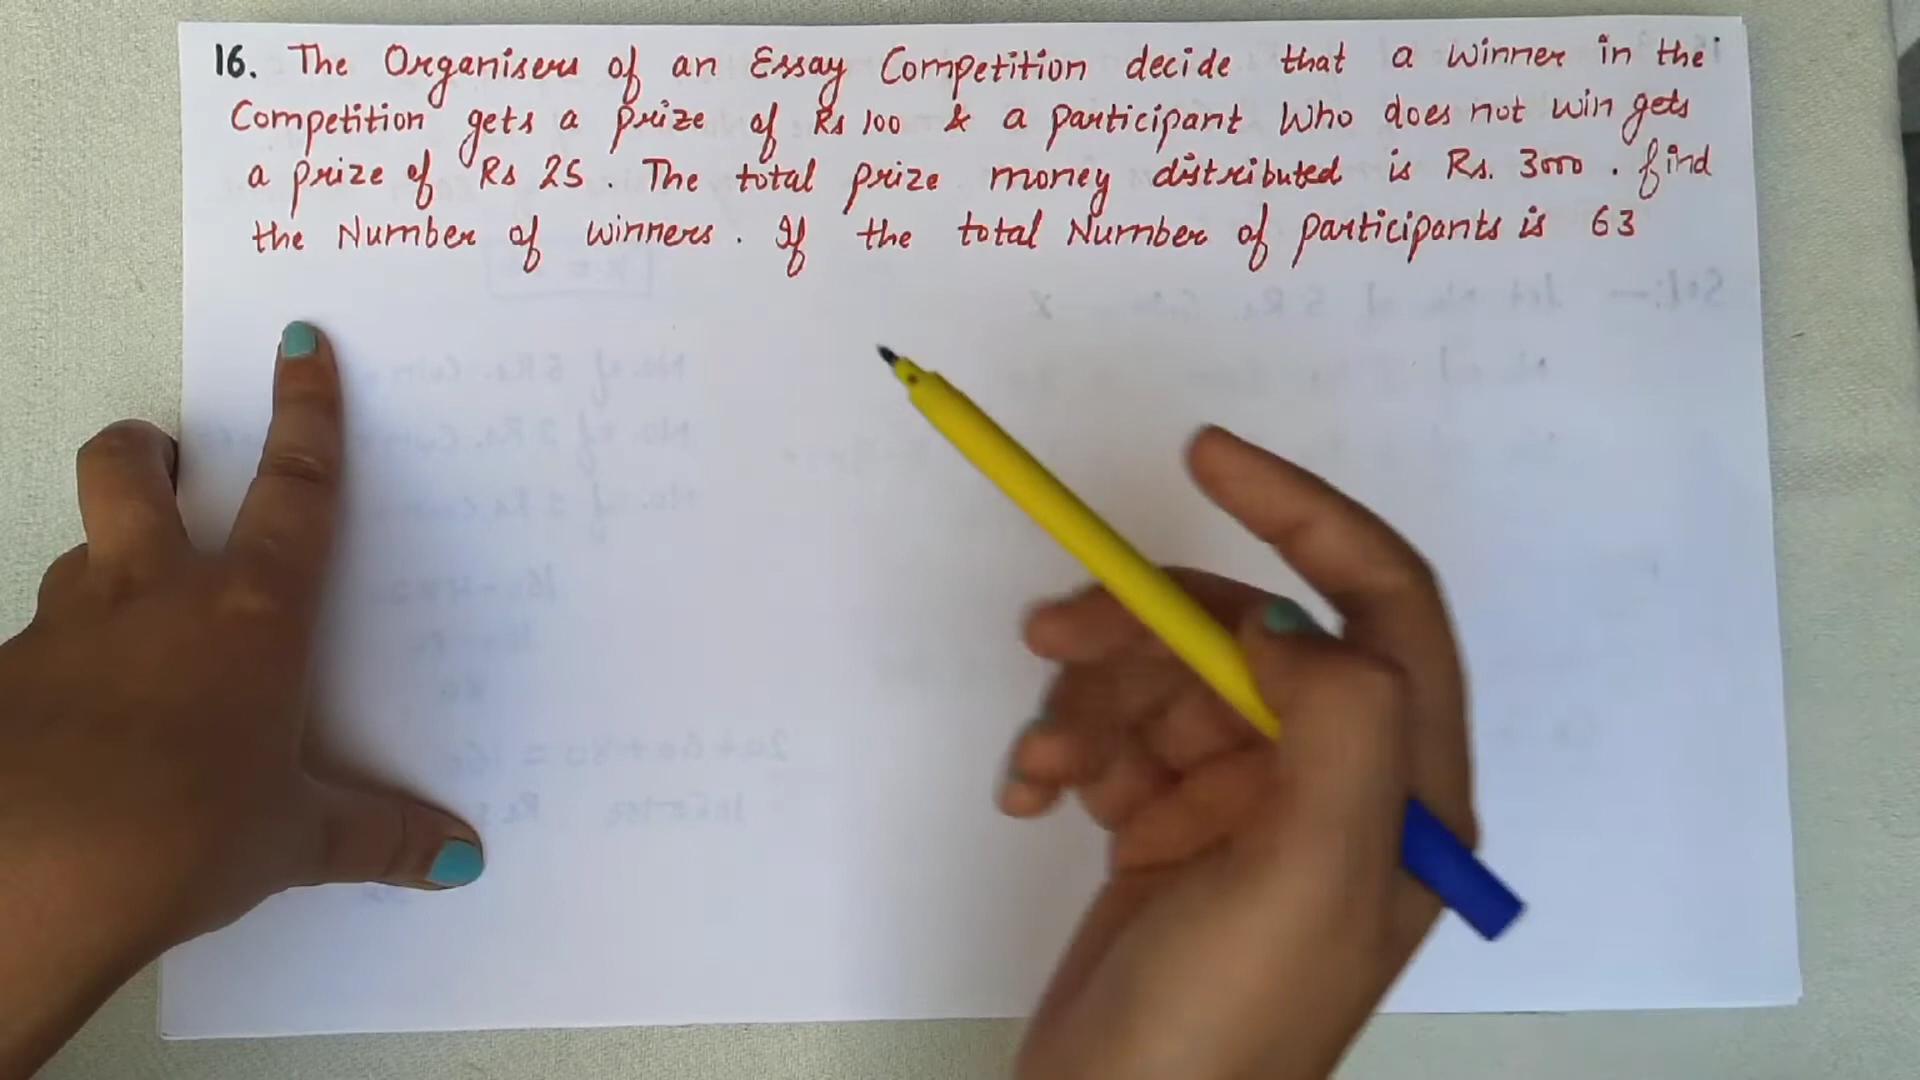 16. The Organisers of an Essay Competition decide that a winner in the
Competition gets a prize of Rs 100 & a participant Who does not win gets
a prize of Rs 25. The total prize money distributed is Rs. 3000. find
the Number of winners. If the total Number of participants is 63